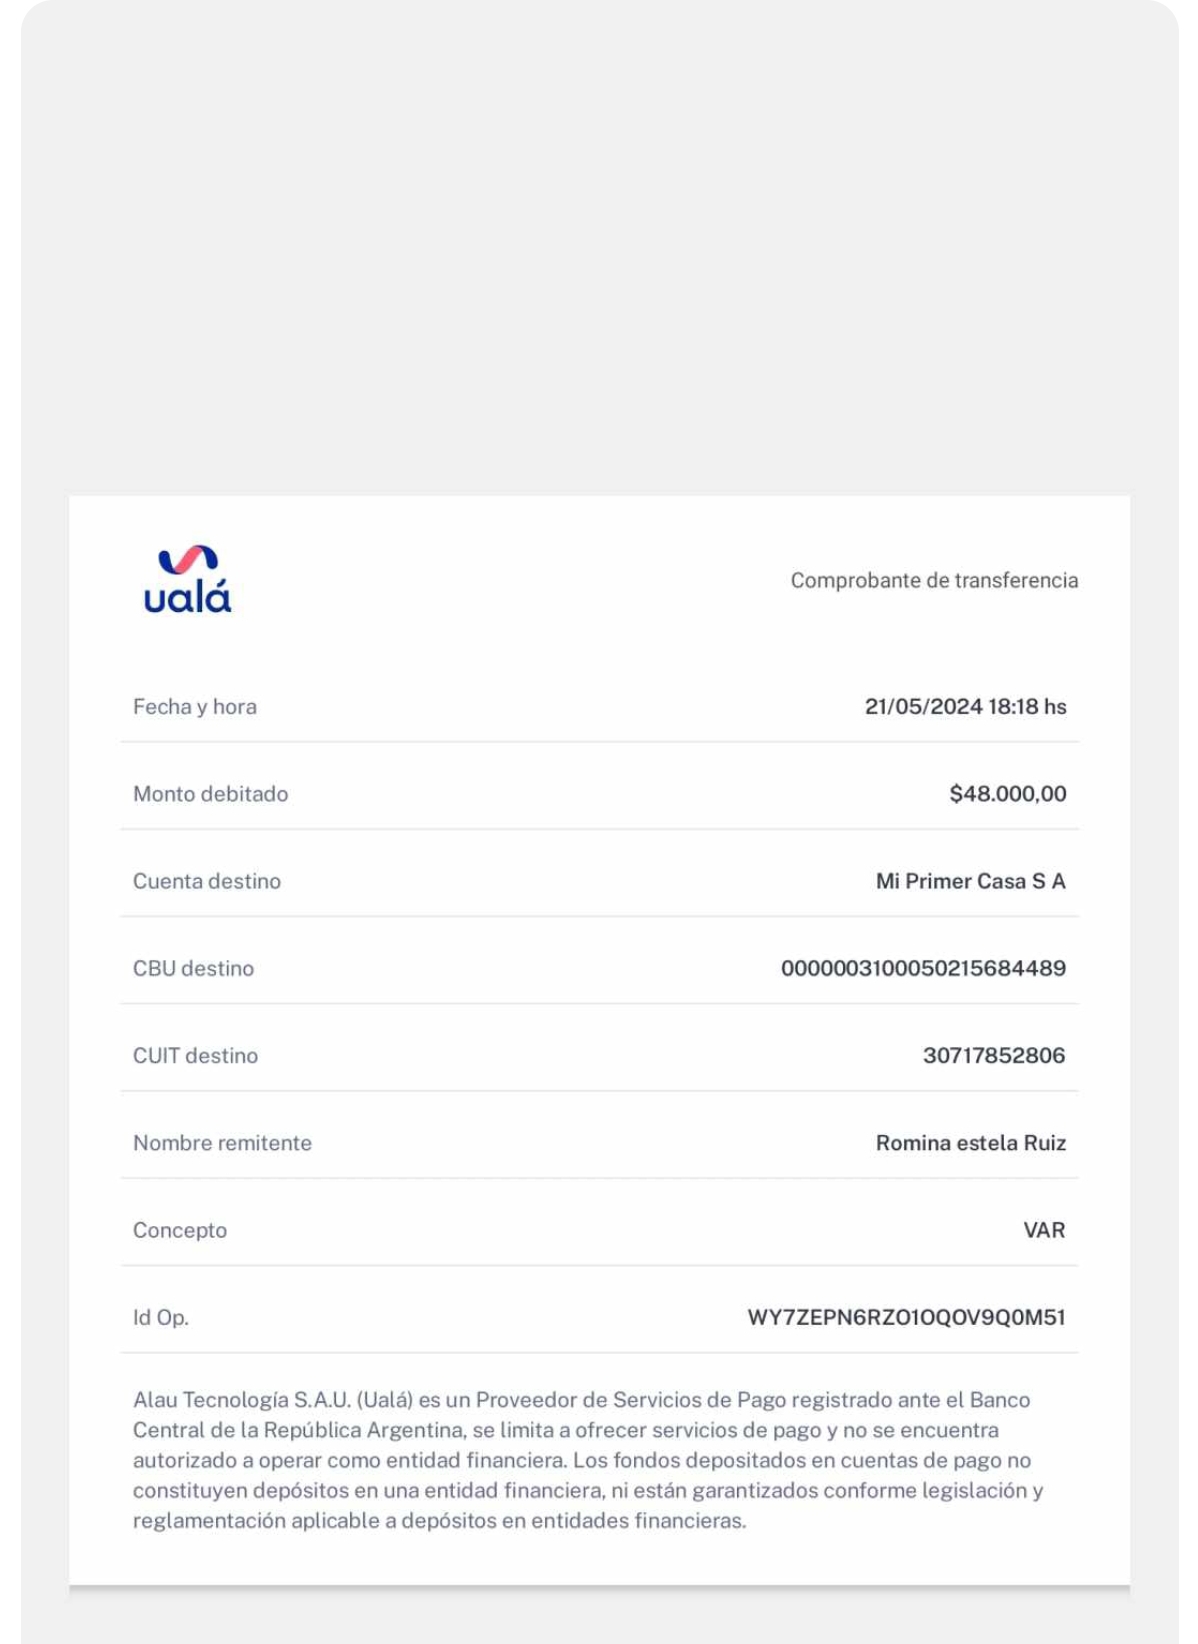 ualá
Comprobante de transferencia
Fecha y hora 21/05/2024 18:18 hs
Monto debitado $48.000,00
Cuenta destino Mi Primer Casa S A
CBU destino 0000003100050215684489
CUIT destino 30717852806
Nombre remitente Romina estela Ruiz
Concepto VAR
Id Op. WY7ZEPN6RZO1OQOV9Q0M51
Alau Tecnología S.A.U. (Ualá) es un Proveedor de Servicios de Pago registrado ante el Banco
Central de la República Argentina, se limita a ofrecer servicios de pago y no se encuentra
autorizado a operar como entidad financiera. Los fondos depositados en cuentas de pago no
constituyen depósitos en una entidad financiera, ni están garantizados conforme legislación y
reglamentación aplicable a depósitos en entidades financieras.